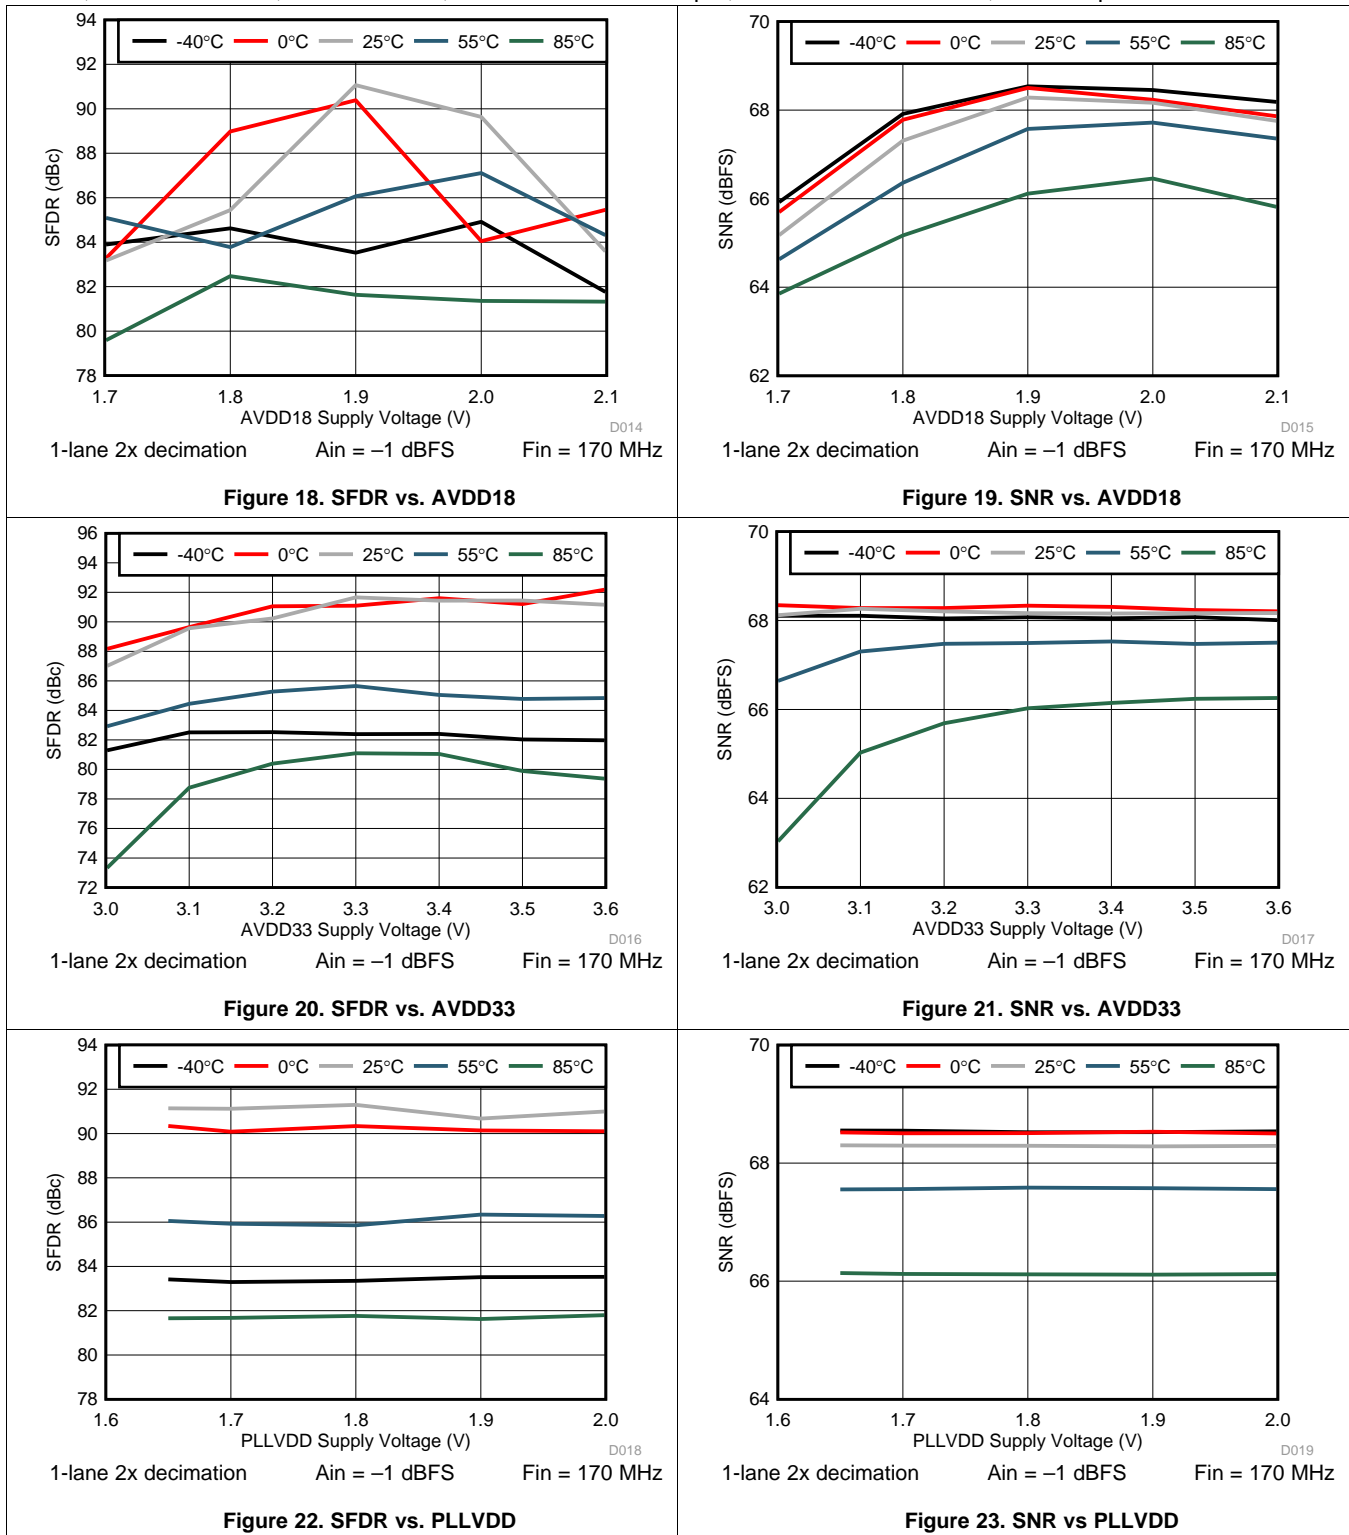 94
92
90
88
86
84
82
80
78
SFDR (dBc)
-40°C 0°C 25°C 55°C 85°C
1.7 1.8 1.9 2.0 2.1
AVDD18 Supply Voltage (V)
D014
1-lane 2x decimation Ain = –1 dBFS Fin = 170 MHz
Figure 18. SFDR vs. AVDD18
70
68
66
64
62
SNR (dBFS)
-40°C 0°C 25°C 55°C 85°C
1.7 1.8 1.9 2.0 2.1
AVDD18 Supply Voltage (V)
D015
1-lane 2x decimation Ain = –1 dBFS Fin = 170 MHz
Figure 19. SNR vs. AVDD18
96
94
92
90
88
86
84
82
80
78
76
74
72
SFDR (dBc)
-40°C 0°C 25°C 55°C 85°C
3.0 3.1 3.2 3.3 3.4 3.5 3.6
AVDD33 Supply Voltage (V)
D016
1-lane 2x decimation Ain = –1 dBFS Fin = 170 MHz
Figure 20. SFDR vs. AVDD33
70
68
66
64
62
SNR (dBFS)
-40°C 0°C 25°C 55°C 85°C
3.0 3.1 3.2 3.3 3.4 3.5 3.6
AVDD33 Supply Voltage (V)
D017
1-lane 2x decimation Ain = –1 dBFS Fin = 170 MHz
Figure 21. SNR vs. AVDD33
94
92
90
88
86
84
82
80
78
SFDR (dBc)
-40°C 0°C 25°C 55°C 85°C
1.6 1.7 1.8 1.9 2.0
PLLVDD Supply Voltage (V)
D018
1-lane 2x decimation Ain = –1 dBFS Fin = 170 MHz
Figure 22. SFDR vs. PLLVDD
70
68
66
64
SNR (dBFS)
-40°C 0°C 25°C 55°C 85°C
1.6 1.7 1.8 1.9 2.0
PLLVDD Supply Voltage (V)
D019
1-lane 2x decimation Ain = –1 dBFS Fin = 170 MHz
Figure 23. SNR vs PLLVDD